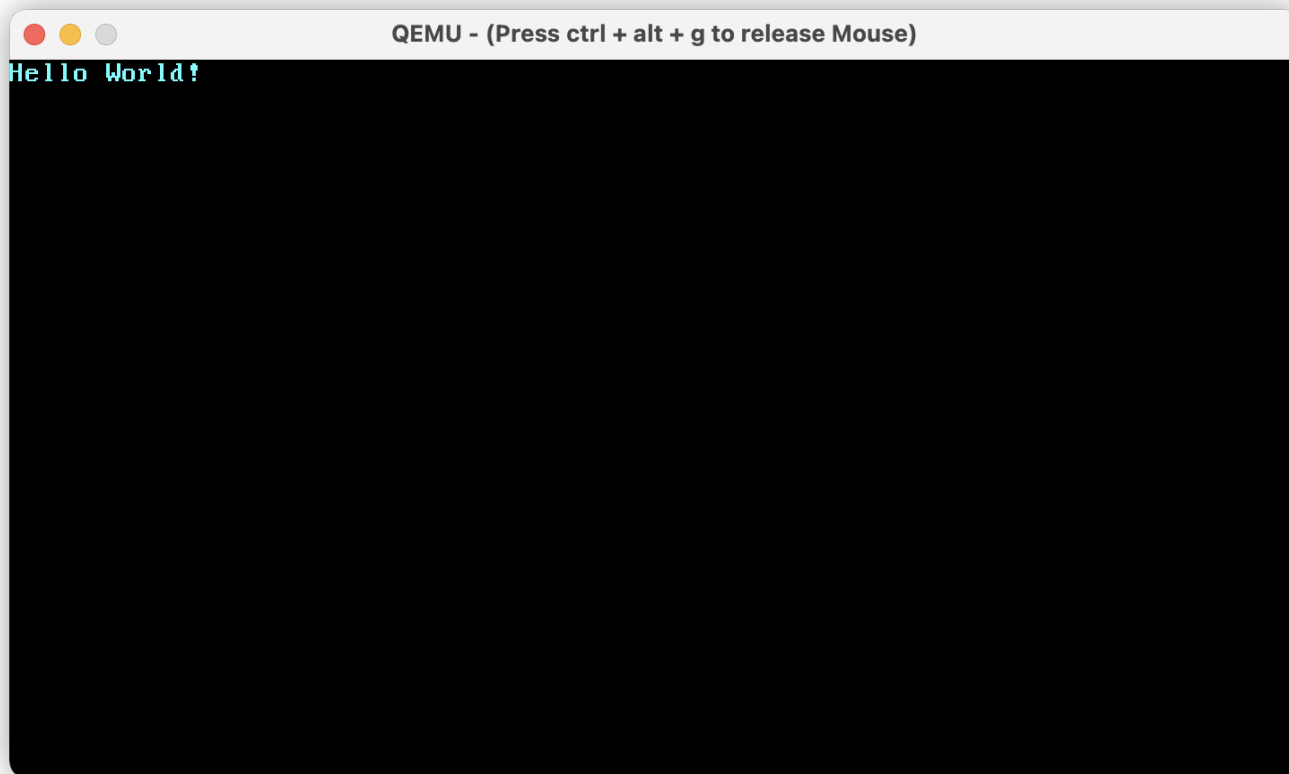 QEMU - (Press ctrl + alt + g to release Mouse)
Hello World!